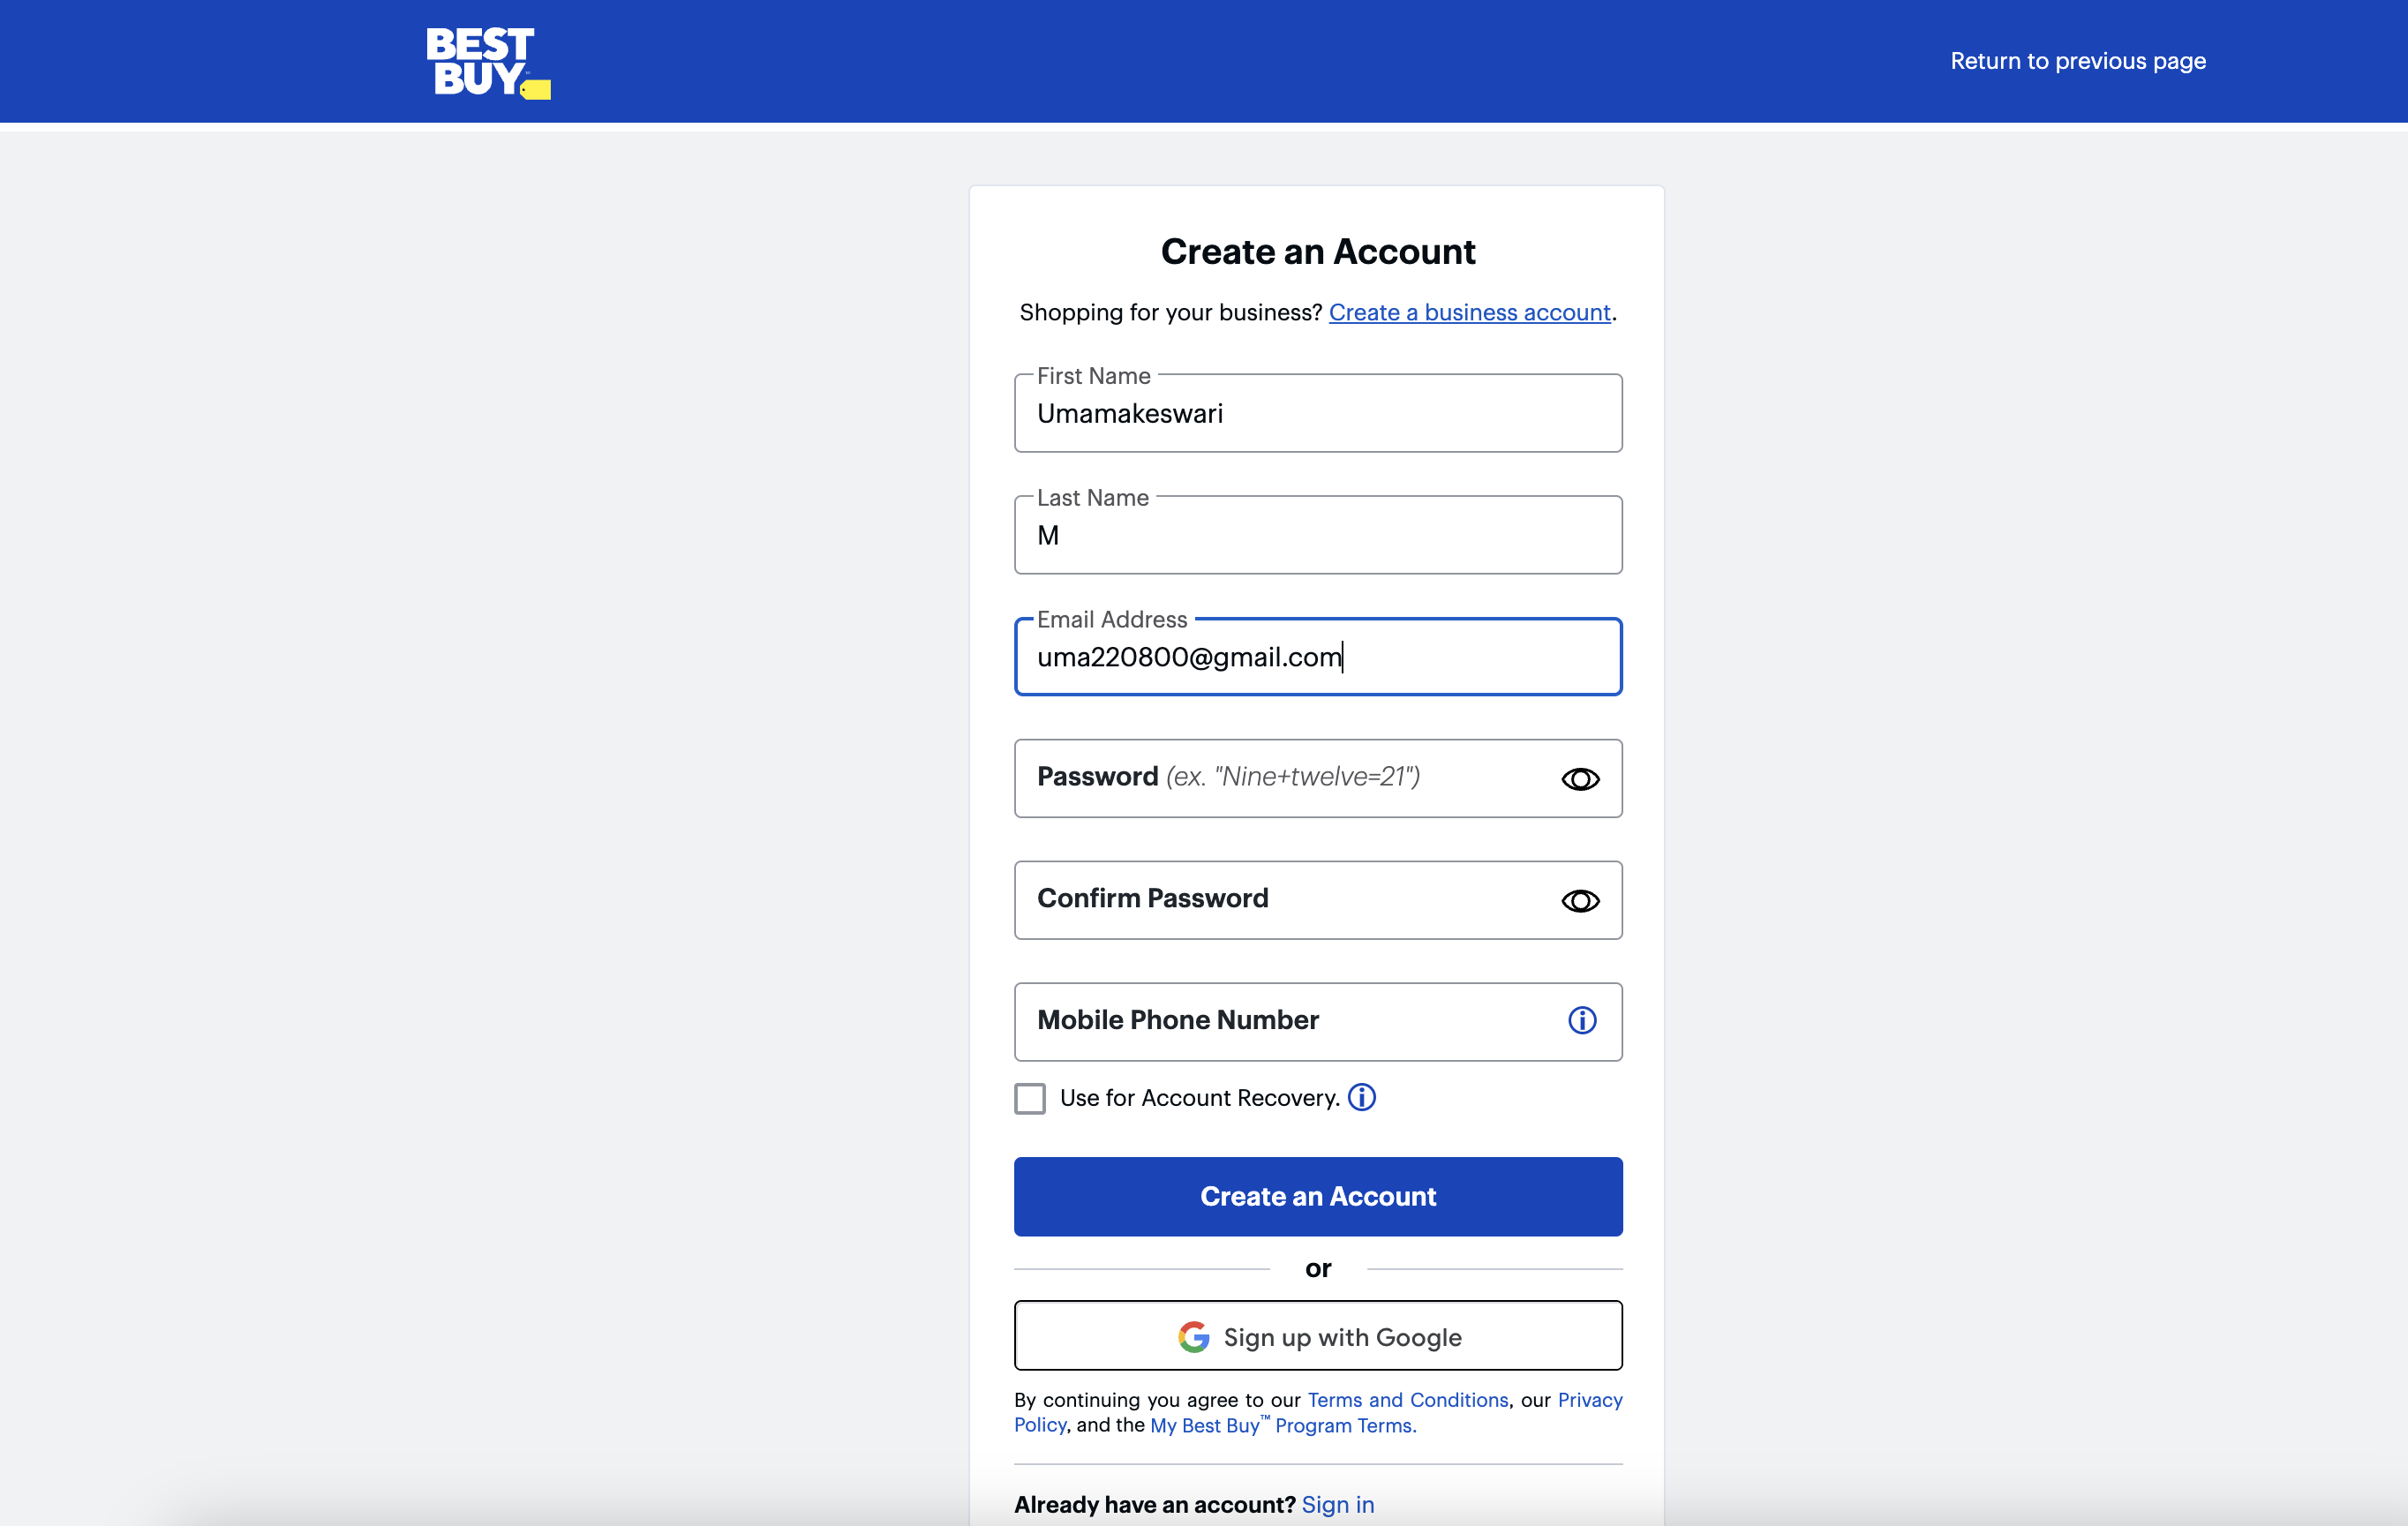 BEST
BUY
Return to previous page
Create an Account
Shopping for your business? Create a business account.
First Name
Umamakeswari
Last Name
M
Email Address
uma220800@gmail.com
Password (ex. "Nine+twelve=21")
Confirm Password
Mobile Phone Number
Use for Account Recovery.
Create an Account
or
Sign up with Google
By continuing you agree to our Terms and Conditions, our Privacy
Policy, and the My Best Buy™ Program Terms.
Already have an account? Sign in